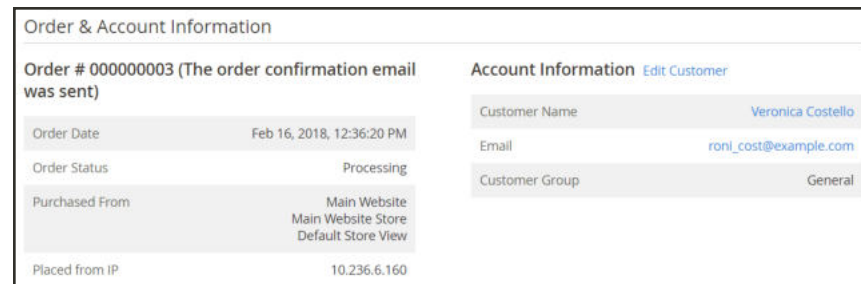 Order & Account Information
Order # 000000003 (The order confirmation email
was sent)
Order Date Feb 16, 2018, 12:36:20 PM
Order Status Processing
Purchased From Main Website
Main Website Store
Default Store View
Placed from IP 10.236.6.160
Account Information Edit Customer
Customer Name Veronica Costello
Email roni_cost@example.com
Customer Group General